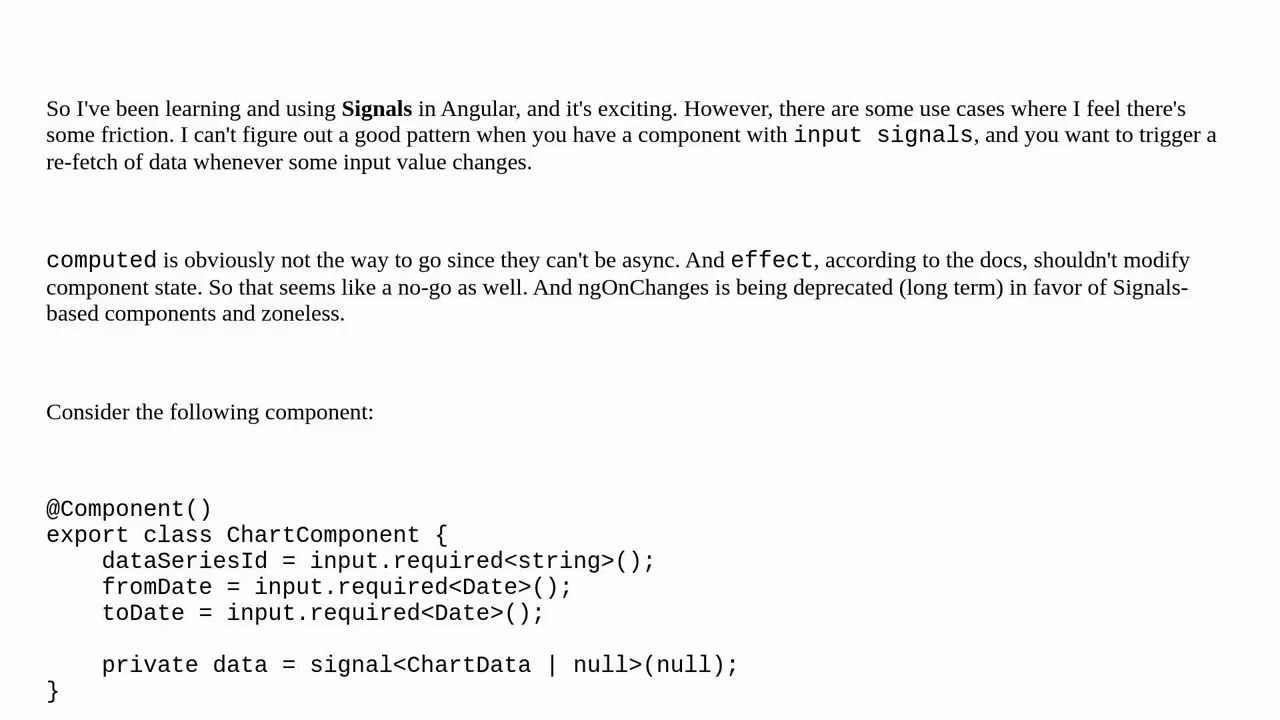 So I've been learning and using Signals in Angular, and it's exciting. However, there are some use cases where I feel there's
some friction. I can't figure out a good pattern when you have a component with input signals, and you want to trigger a
re-fetch of data whenever some input value changes.
computed is obviously not the way to go since they can't be async. And effect, according to the docs, shouldn't modify
component state. So that seems like a no-go as well. And ngOnChanges is being deprecated (long term) in favor of Signals-
based components and zoneless.
Consider the following component:
@Component()
export class ChartComponent {
    dataSeriesId = input.required<string>();
    fromDate = input.required<Date>();
    toDate = input.required<Date>();
    private data = signal<ChartData | null>(null);
}